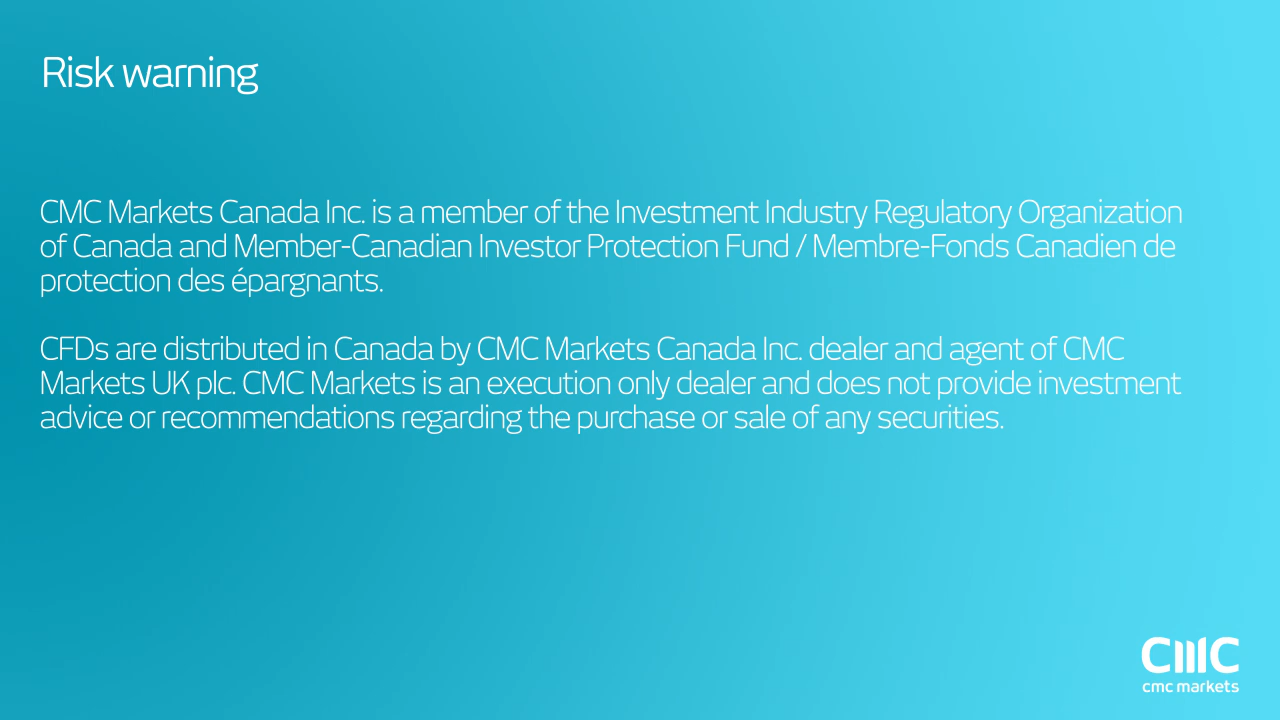 Risk warning
CMC Markets Canada Inc. is a member of the Investment Industry Regulatory Organization
of Canada and Member-Canadian Investor Protection Fund / Membre-Fonds Canadien de
protection des épargnants.
CFDs are distributed in Canada by CMC Markets Canada Inc. dealer and agent of CMC
Markets UK plc. CMC Markets is an execution only dealer and does not provide investment
advice or recommendations regarding the purchase or sale of any securities.
CMC
cmc markets